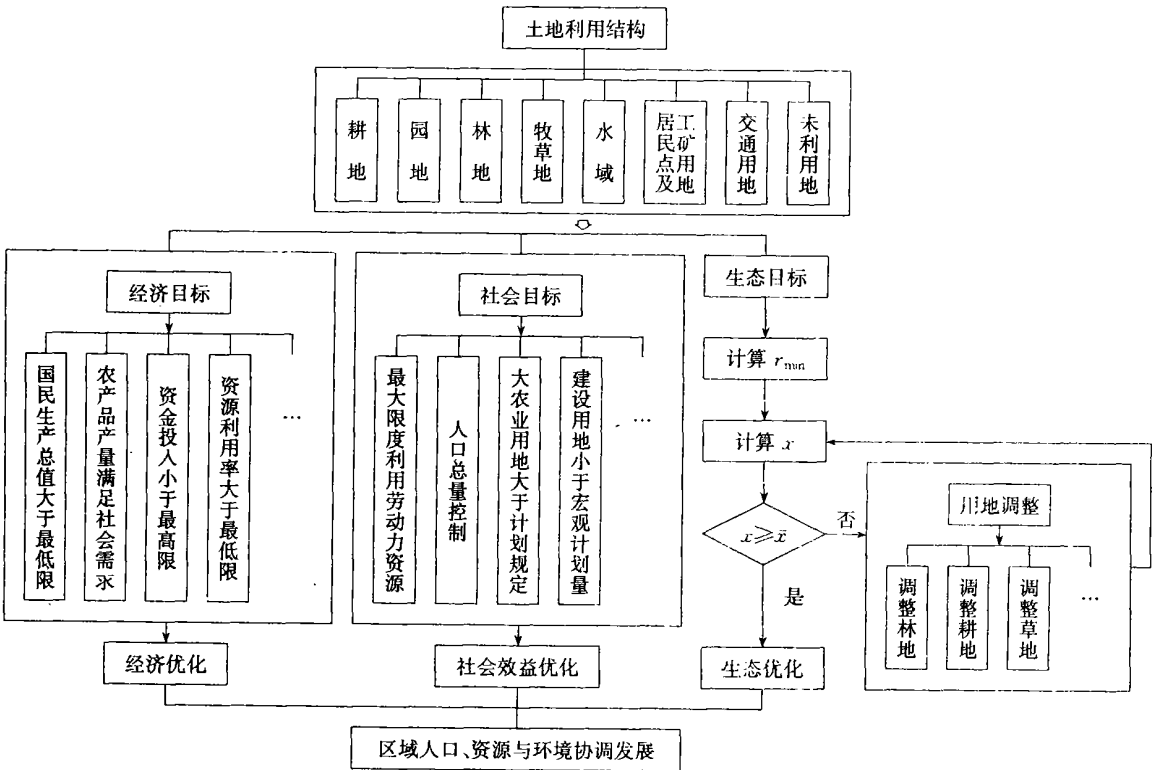 土地利用结构
耕地
园地
林地
牧草地
水域
居民点及
工矿用地
交通用地
未利用地
经济目标
国民生产总值大于最低限
农产品产量满足社会需求
资金投入小于最高限
资源利用率大于最低限
…
社会目标
最大限度利用劳动力资源
人口总量控制
大农业用地大于计划规定
建设用地小于宏观计划量
…
生态目标
计算 r_min
计算 x
x≥x̄
否
是
用地调整
调整林地
调整耕地
调整草地
…
经济优化
社会效益优化
生态优化
区域人口、资源与环境协调发展